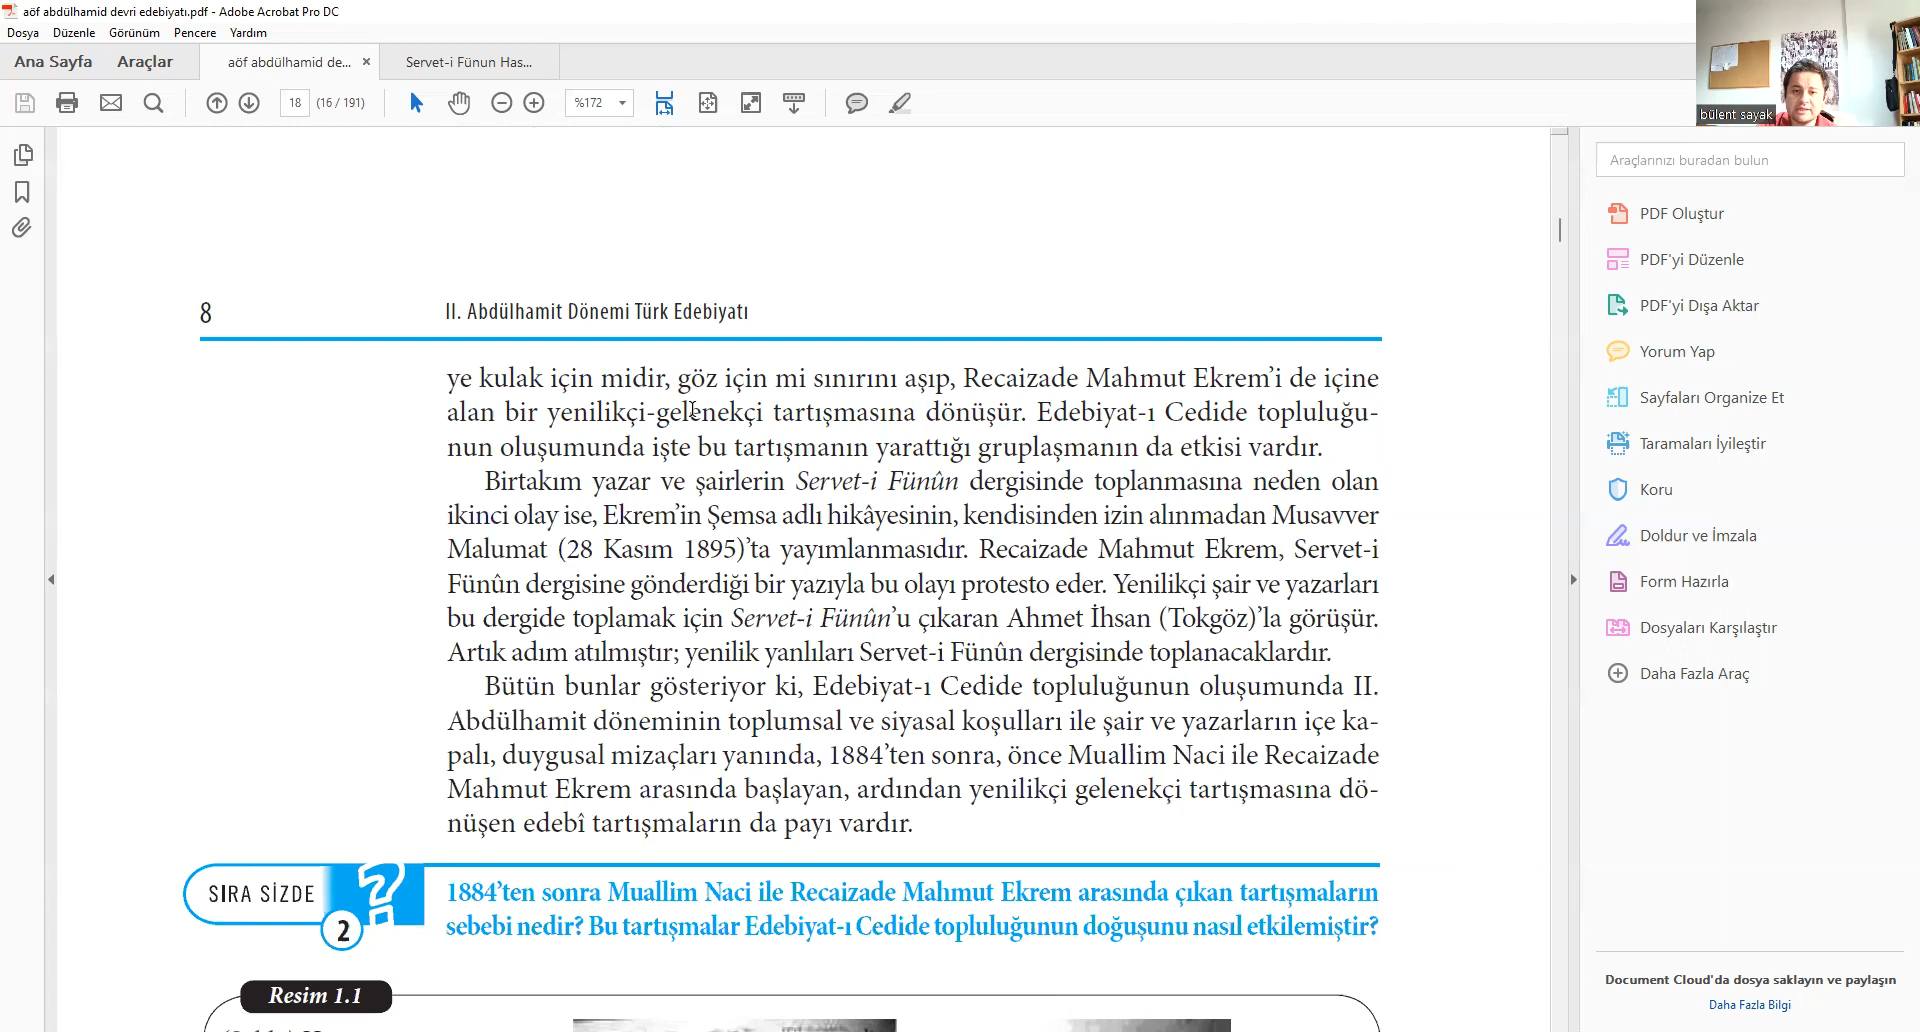 aöf abdülhamid devri edebiyatı.pdf - Adobe Acrobat Pro DC
Dosya Düzenle Görünüm Pencere Yardım
Ana Sayfa Araçlar aöf abdülhamid de... × Servet-i Fünun Has...
18 (16 / 191) %172
bülent sayak
Araçlarınızı buradan bulun
PDF Oluştur
PDF'yi Düzenle
PDF'yi Dışa Aktar
Yorum Yap
Sayfaları Organize Et
Taramaları İyileştir
Koru
Doldur ve İmzala
Form Hazırla
Dosyaları Karşılaştır
Daha Fazla Araç
Document Cloud'da dosya saklayın ve paylaşın
Daha Fazla Bilgi
8 II. Abdülhamit Dönemi Türk Edebiyatı
ye kulak için midir, göz için mi sınırını aşıp, Recaizade Mahmut Ekrem’i de içine
alan bir yenilikçi-gelenekçi tartışmasına dönüşür. Edebiyat-ı Cedide topluluğu-
nun oluşumunda işte bu tartışmanın yarattığı gruplaşmanın da etkisi vardır.
Birtakım yazar ve şairlerin Servet-i Fünûn dergisinde toplanmasına neden olan
ikinci olay ise, Ekrem’in Şemsa adlı hikâyesinin, kendisinden izin alınmadan Musavver
Malumat (28 Kasım 1895)’ta yayımlanmasıdır. Recaizade Mahmut Ekrem, Servet-i
Fünûn dergisine gönderdiği bir yazıyla bu olayı protesto eder. Yenilikçi şair ve yazarları
bu dergide toplamak için Servet-i Fünûn’u çıkaran Ahmet İhsan (Tokgöz)’la görüşür.
Artık adım atılmıştır; yenilik yanlıları Servet-i Fünûn dergisinde toplanacaklardır.
Bütün bunlar gösteriyor ki, Edebiyat-ı Cedide topluluğunun oluşumunda II.
Abdülhamit döneminin toplumsal ve siyasal koşulları ile şair ve yazarların içe ka-
palı, duygusal mizaçları yanında, 1884’ten sonra, önce Muallim Naci ile Recaizade
Mahmut Ekrem arasında başlayan, ardından yenilikçi gelenekçi tartışmasına dö-
nüşen edebî tartışmaların da payı vardır.
SIRA SİZDE ?
2
1884’ten sonra Muallim Naci ile Recaizade Mahmut Ekrem arasında çıkan tartışmaların
sebebi nedir? Bu tartışmalar Edebiyat-ı Cedide topluluğunun doğuşunu nasıl etkilemiştir?
Resim 1.1